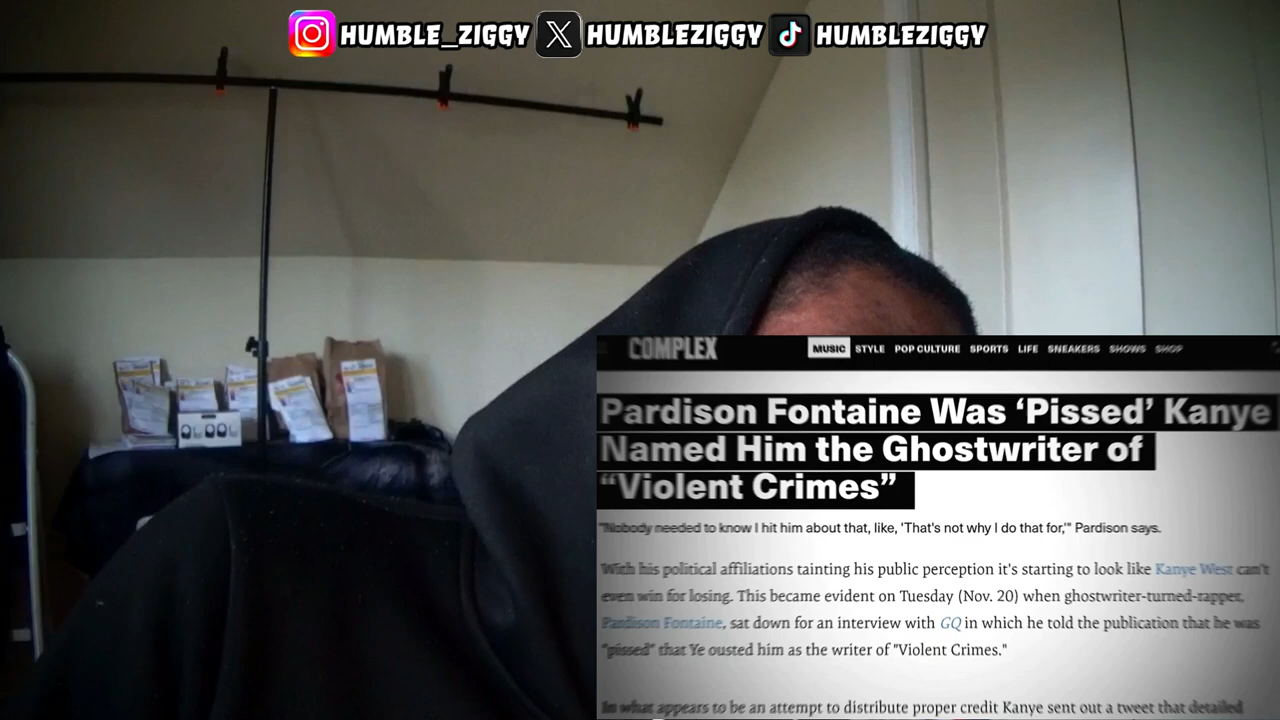 HUMBLE_ZIGGY HUMBLEZIGGY HUMBLEZIGGY
COMPLEX MUSIC STYLE POP CULTURE SPORTS LIFE SNEAKERS SHOWS SHOP
Pardison Fontaine Was ‘Pissed’ Kanye
Named Him the Ghostwriter of
“Violent Crimes”
"Nobody needed to know I hit him about that, like, 'That's not why I do that for,'" Pardison says.
With his political affiliations tainting his public perception it's starting to look like Kanye West can't
even win for losing. This became evident on Tuesday (Nov. 20) when ghostwriter-turned-rapper,
Pardison Fontaine, sat down for an interview with GQ in which he told the publication that he was
"pissed" that Ye ousted him as the writer of "Violent Crimes."
In what appears to be an attempt to distribute proper credit Kanye sent out a tweet that detailed